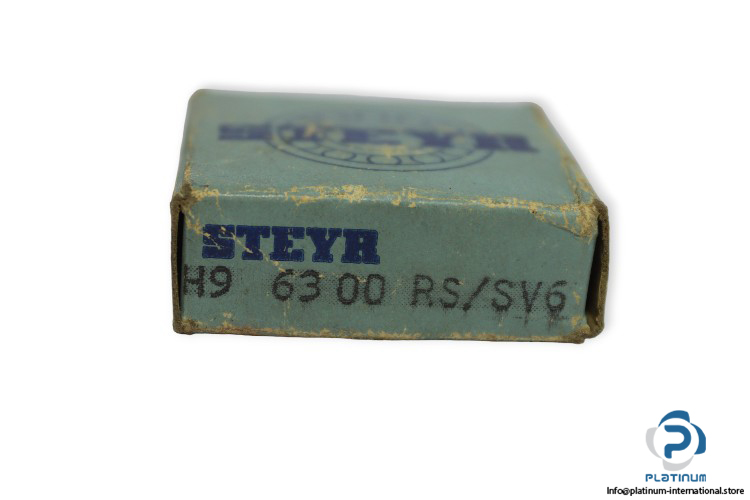 STEYR
STEYR
H9 6300 RS/SV6
PLATINUM
Info@platinum-international.store